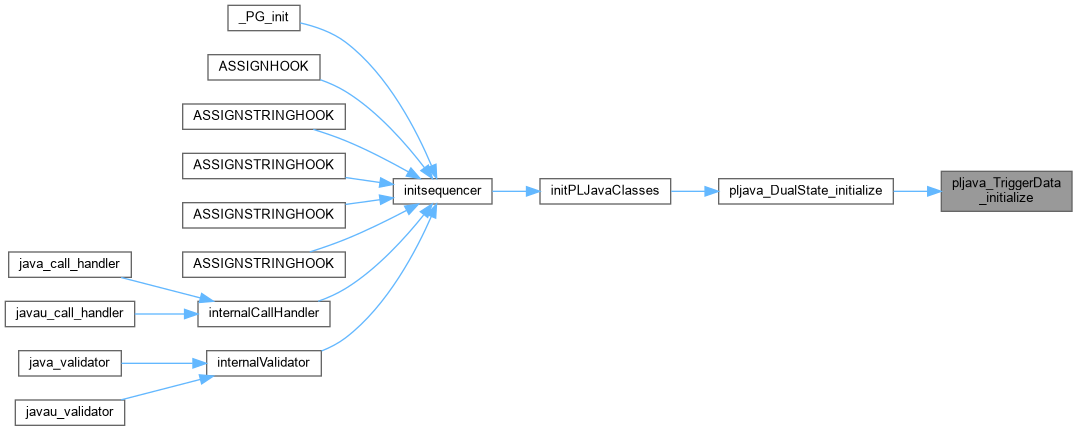 _PG_init
ASSIGNHOOK
ASSIGNSTRINGHOOK
ASSIGNSTRINGHOOK
ASSIGNSTRINGHOOK
ASSIGNSTRINGHOOK
java_call_handler
javau_call_handler
internalCallHandler
java_validator
javau_validator
internalValidator
initsequencer
initPLJavaClasses
pljava_DualState_initialize
pljava_TriggerData
_initialize